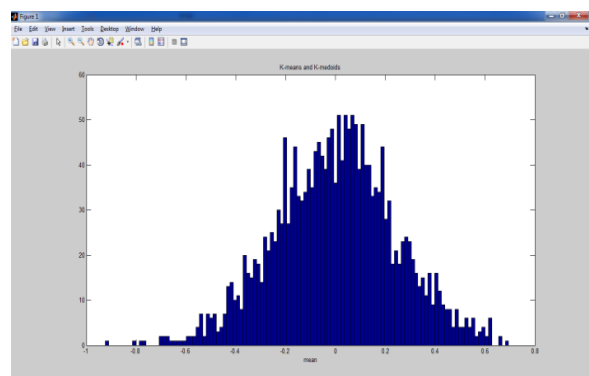 Figure 1
File Edit View Insert Tools Desktop Window Help
K-means and K-medoids
60
50
40
30
20
10
0
-1 -0.8 -0.6 -0.4 -0.2 0 0.2 0.4 0.6 0.8
mean